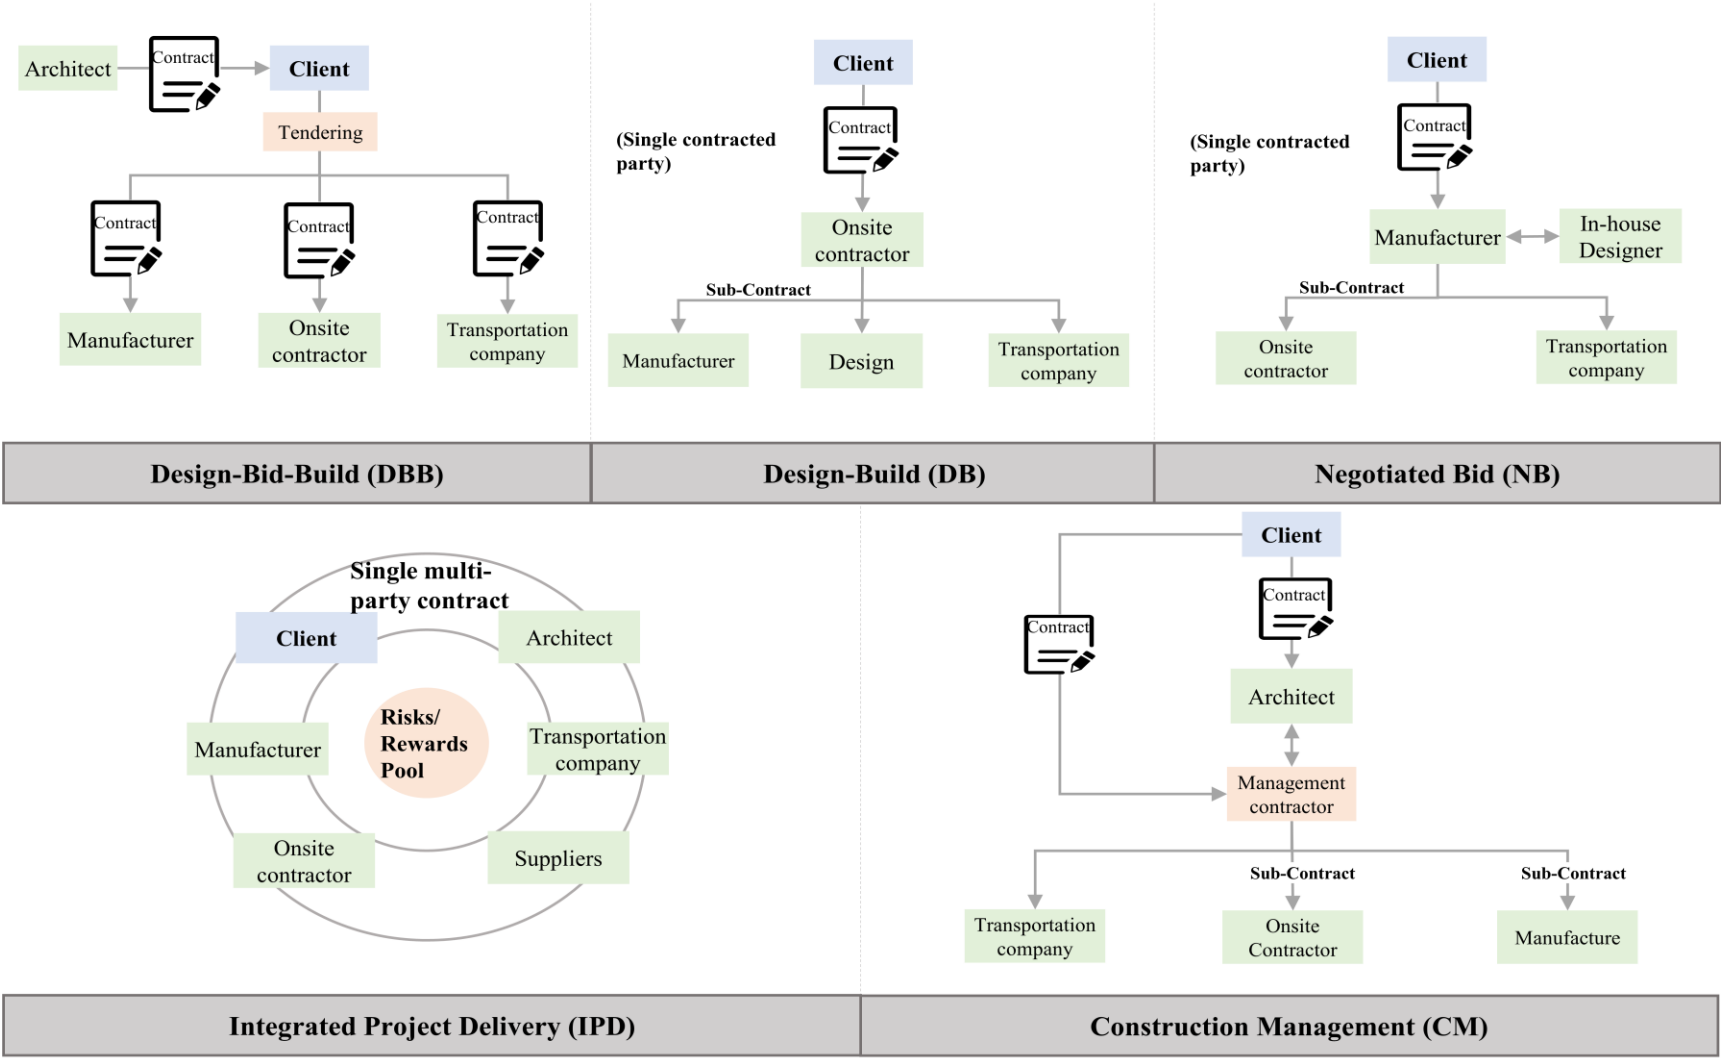 Architect
Contract
Client
Tendering
Contract
Contract
Contract
Manufacturer
Onsite
contractor
Transportation
company
Client
(Single contracted
party)
Contract
Onsite
contractor
Sub-Contract
Manufacturer
Design
Transportation
company
Client
(Single contracted
party)
Contract
Manufacturer
In-house
Designer
Sub-Contract
Onsite
contractor
Transportation
company
Design-Bid-Build (DBB)
Design-Build (DB)
Negotiated Bid (NB)
Single multi-
party contract
Client
Architect
Risks/
Rewards
Pool
Manufacturer
Transportation
company
Onsite
contractor
Suppliers
Client
Contract
Contract
Architect
Management
contractor
Sub-Contract
Sub-Contract
Transportation
company
Onsite
Contractor
Manufacture
Integrated Project Delivery (IPD)
Construction Management (CM)